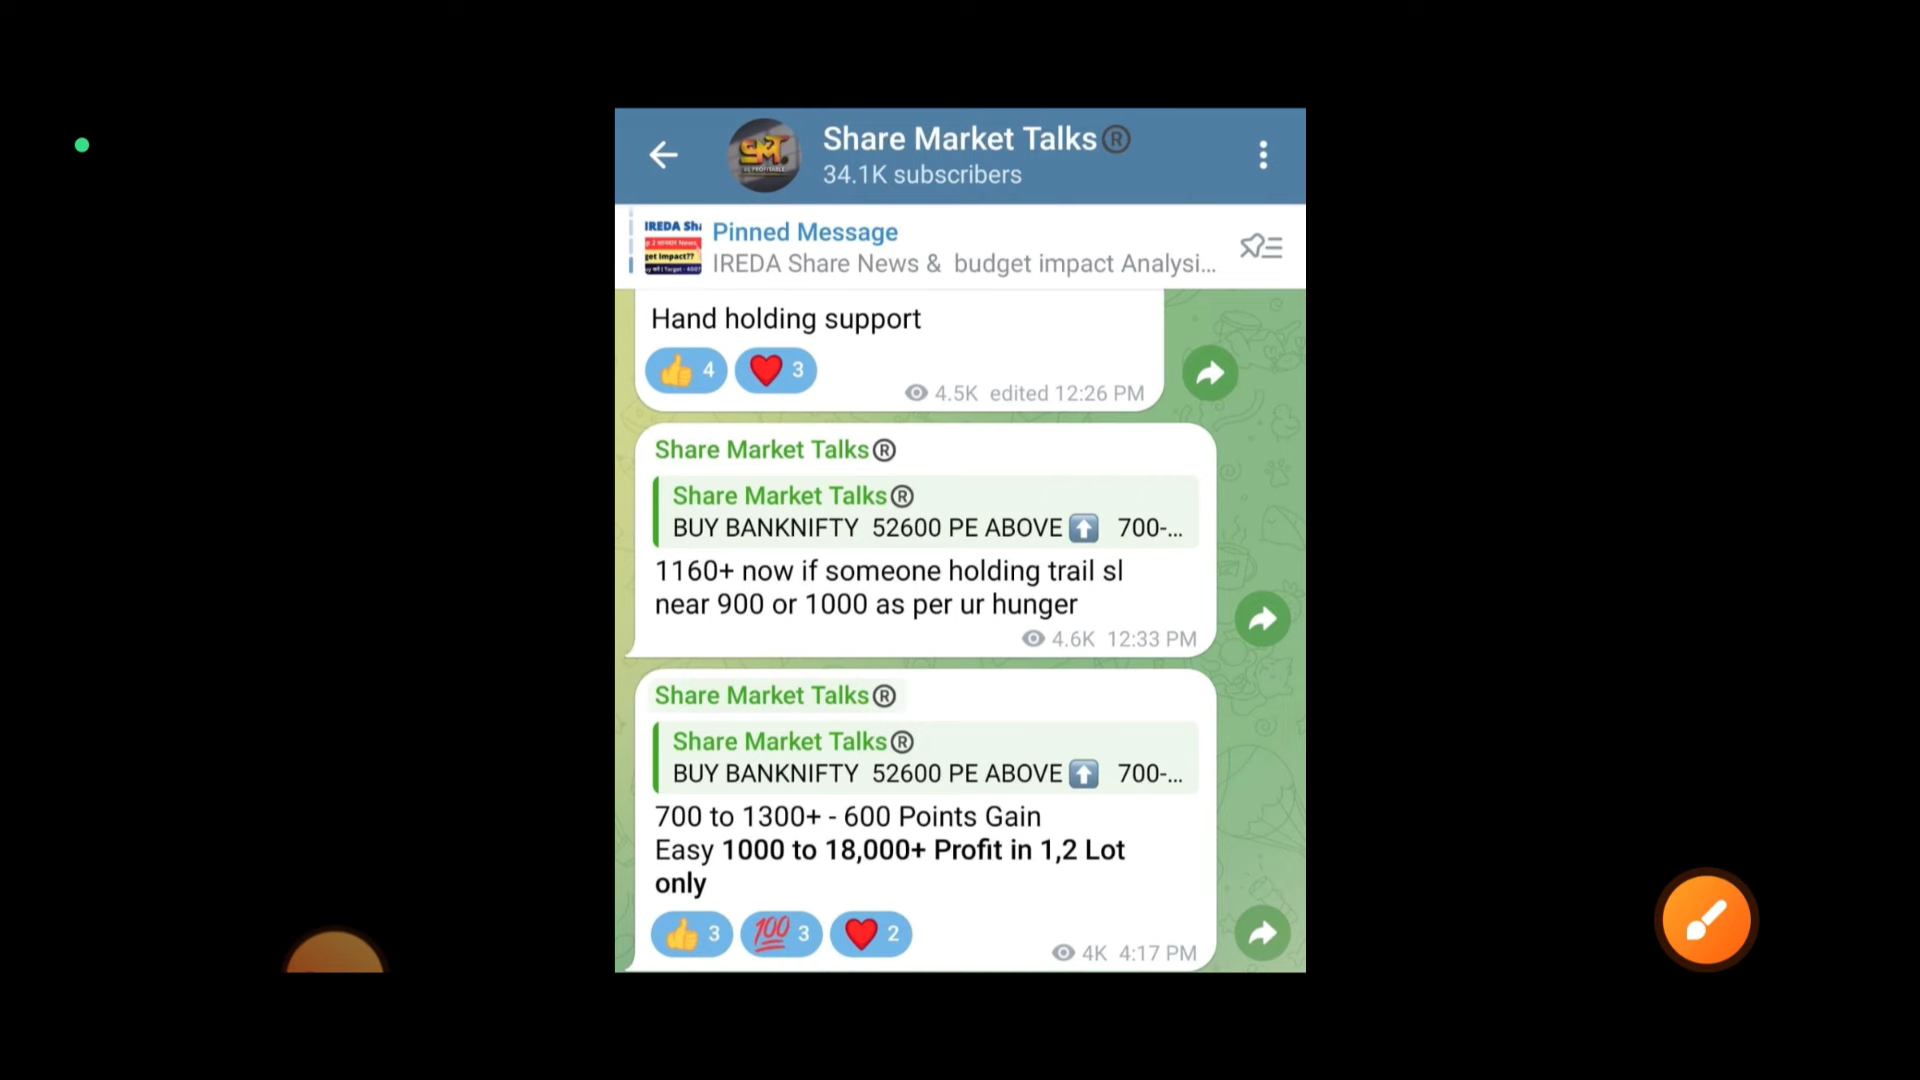 Share Market Talks®
34.1K subscribers
IREDA Sha
get Impact??
Pinned Message
IREDA Share News & budget impact Analysi...
Hand holding support
👍 4 ❤️ 3
4.5K edited 12:26 PM
Share Market Talks®
Share Market Talks®
BUY BANKNIFTY 52600 PE ABOVE ⬆️ 700-...
1160+ now if someone holding trail sl
near 900 or 1000 as per ur hunger
4.6K 12:33 PM
Share Market Talks®
Share Market Talks®
BUY BANKNIFTY 52600 PE ABOVE ⬆️ 700-...
700 to 1300+ - 600 Points Gain
Easy 1000 to 18,000+ Profit in 1,2 Lot
only
👍 3 💯 3 ❤️ 2
4K 4:17 PM